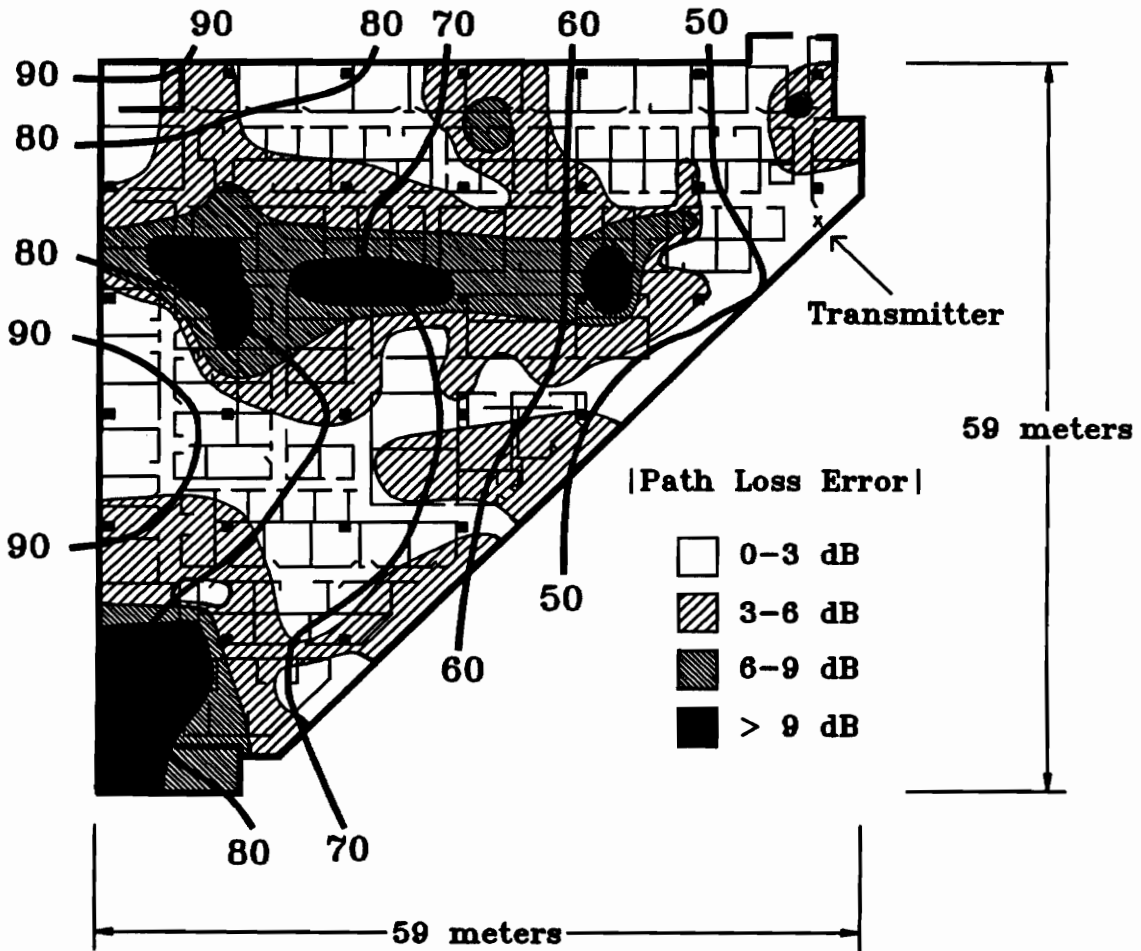 90 80 70 60 50
90
80
80
Transmitter
x
90
59 meters
|Path Loss Error|
90
0-3 dB
50
3-6 dB
60
6-9 dB
> 9 dB
80 70
59 meters